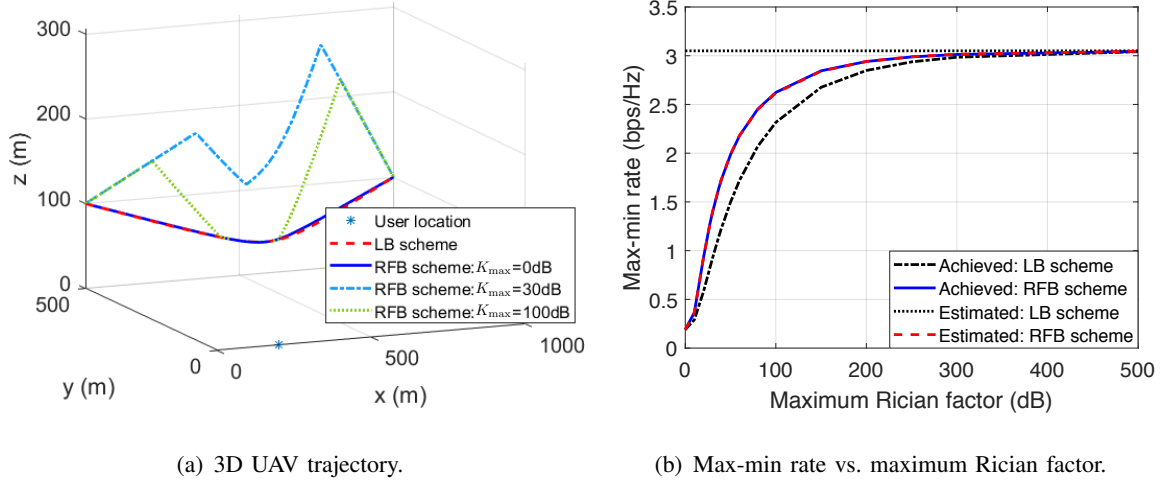 300
200
100
0
z (m)
500
0
y (m)
0
500
1000
x (m)
User location
LB scheme
RFB scheme:K_max=0dB
RFB scheme:K_max=30dB
RFB scheme:K_max=100dB
(a) 3D UAV trajectory.
3.5
3
2.5
2
1.5
1
0.5
0
Max-min rate (bps/Hz)
Achieved: LB scheme
Achieved: RFB scheme
Estimated: LB scheme
Estimated: RFB scheme
0 100 200 300 400 500
Maximum Rician factor (dB)
(b) Max-min rate vs. maximum Rician factor.